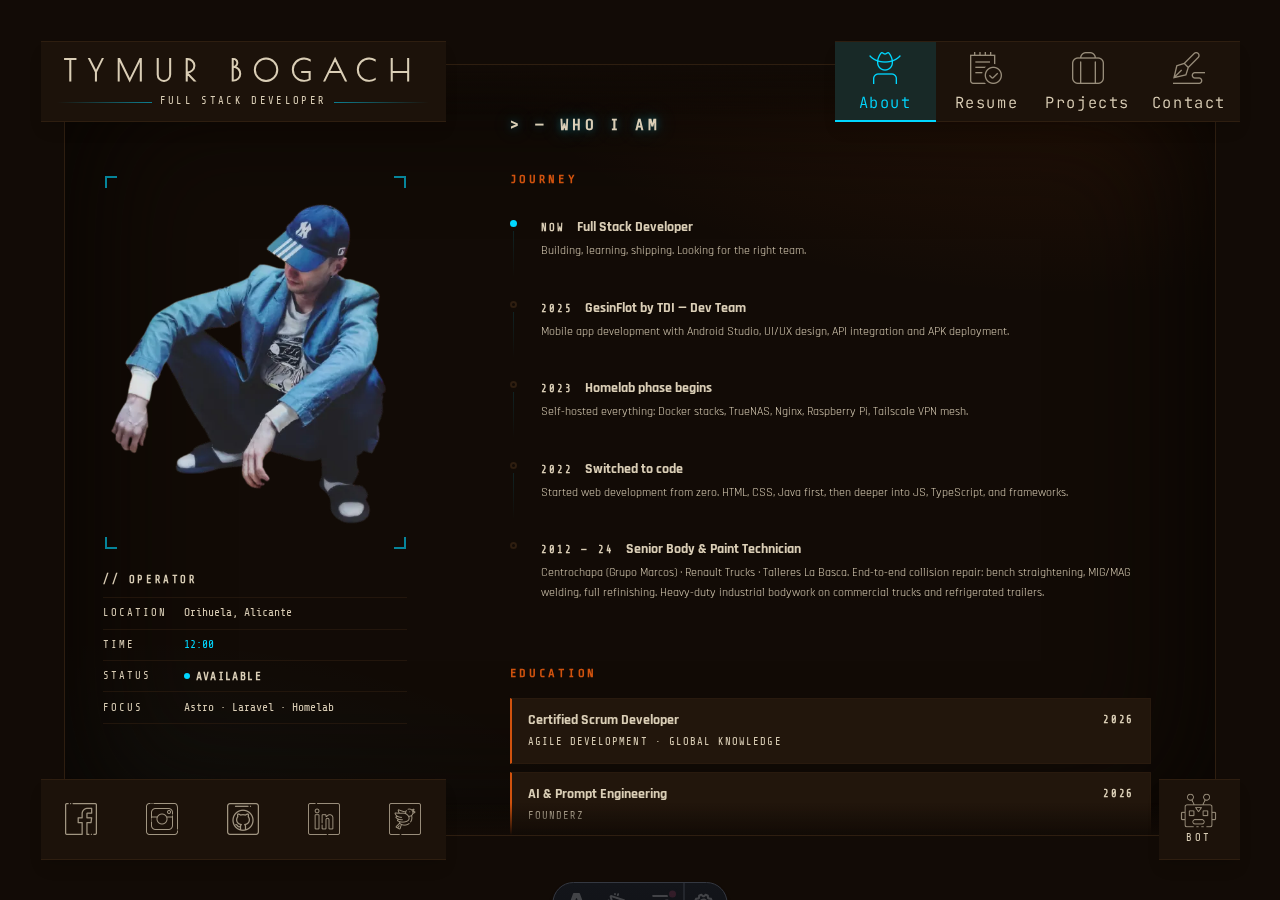 TYMUR BOGACH
FULL STACK DEVELOPER
About
Resume
Projects
Contact
> — WHO I AM
JOURNEY
NOW Full Stack Developer
Building, learning, shipping. Looking for the right team.
2025 GesinFlot by TDI — Dev Team
Mobile app development with Android Studio, UI/UX design, API integration and APK deployment.
2023 Homelab phase begins
Self-hosted everything: Docker stacks, TrueNAS, Nginx, Raspberry Pi, Tailscale VPN mesh.
2022 Switched to code
Started web development from zero. HTML, CSS, Java first, then deeper into JS, TypeScript, and frameworks.
2012 — 24 Senior Body & Paint Technician
Centrochapa (Grupo Marcos) · Renault Trucks · Talleres La Basca. End-to-end collision repair: bench straightening, MIG/MAG
welding, full refinishing. Heavy-duty industrial bodywork on commercial trucks and refrigerated trailers.
// OPERATOR
LOCATION Orihuela, Alicante
TIME 12:00
STATUS AVAILABLE
FOCUS Astro · Laravel · Homelab
EDUCATION
Certified Scrum Developer 2026
AGILE DEVELOPMENT · GLOBAL KNOWLEDGE
AI & Prompt Engineering 2026
FOUNDERZ
BOT